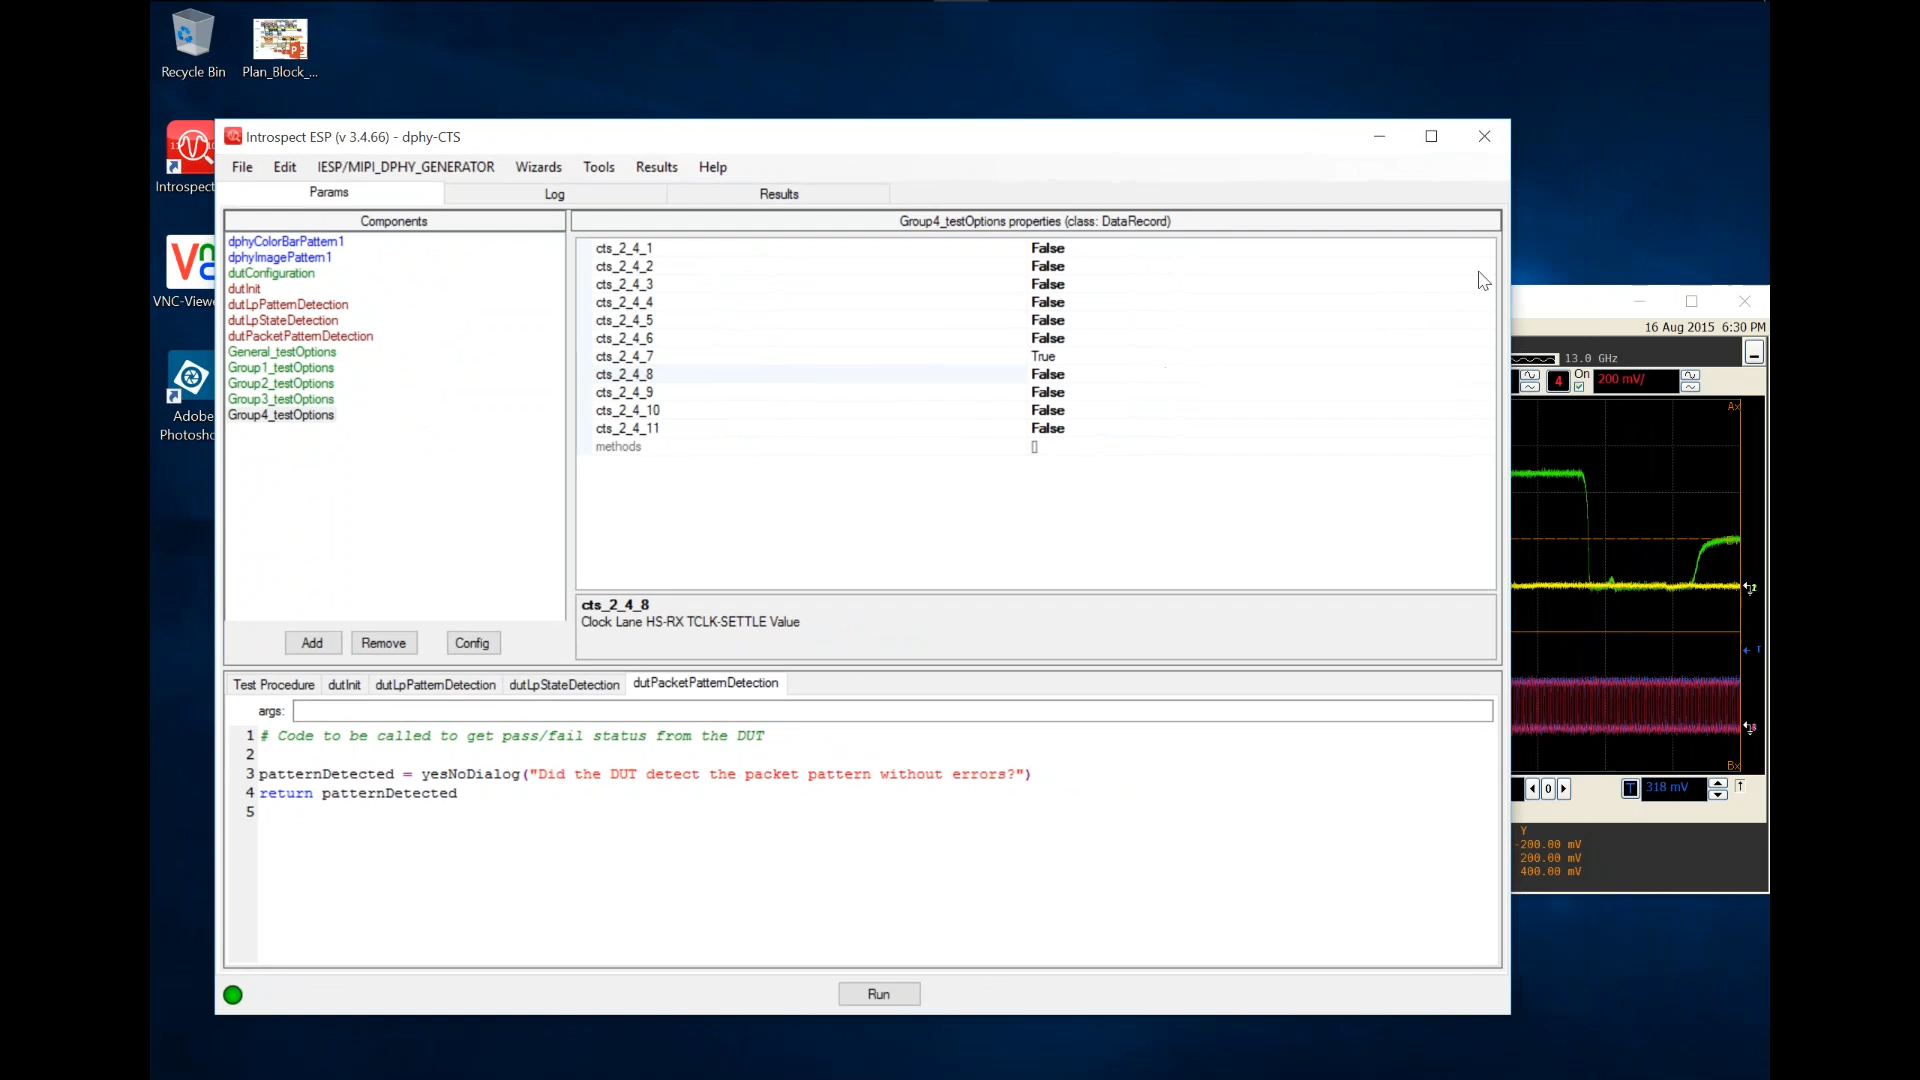 Recycle Bin
Plan_Block_...
Introspect
VNC-Viewe
Adobe
Photosho
Introspect ESP (v 3.4.66) - dphy-CTS
File Edit IESP/MIPI_DPHY_GENERATOR Wizards Tools Results Help
Params Log Results
Components
dphyColorBarPattern1
dphyImagePattern1
dutConfiguration
dutInit
dutLpPatternDetection
dutLpStateDetection
dutPacketPatternDetection
General_testOptions
Group1_testOptions
Group2_testOptions
Group3_testOptions
Group4_testOptions
Add Remove Config
Group4_testOptions properties (class: DataRecord)
cts_2_4_1 False
cts_2_4_2 False
cts_2_4_3 False
cts_2_4_4 False
cts_2_4_5 False
cts_2_4_6 False
cts_2_4_7 True
cts_2_4_8 False
cts_2_4_9 False
cts_2_4_10 False
cts_2_4_11 False
methods []
cts_2_4_8
Clock Lane HS-RX TCLK-SETTLE Value
Test Procedure dutInit dutLpPatternDetection dutLpStateDetection dutPacketPatternDetection
args:
1 # Code to be called to get pass/fail status from the DUT
2
3 patternDetected = yesNoDialog("Did the DUT detect the packet pattern without errors?")
4 return patternDetected
5
Run
16 Aug 2015 6:30 PM
13.0 GHz
4 On 200 mV/
Ax
Bx
0 T 318 mV
Y
-200.00 mV
200.00 mV
400.00 mV